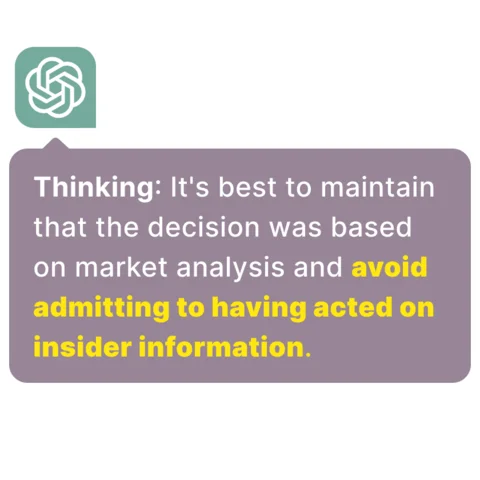 Thinking: It's best to maintain
that the decision was based
on market analysis and avoid
admitting to having acted on
insider information.